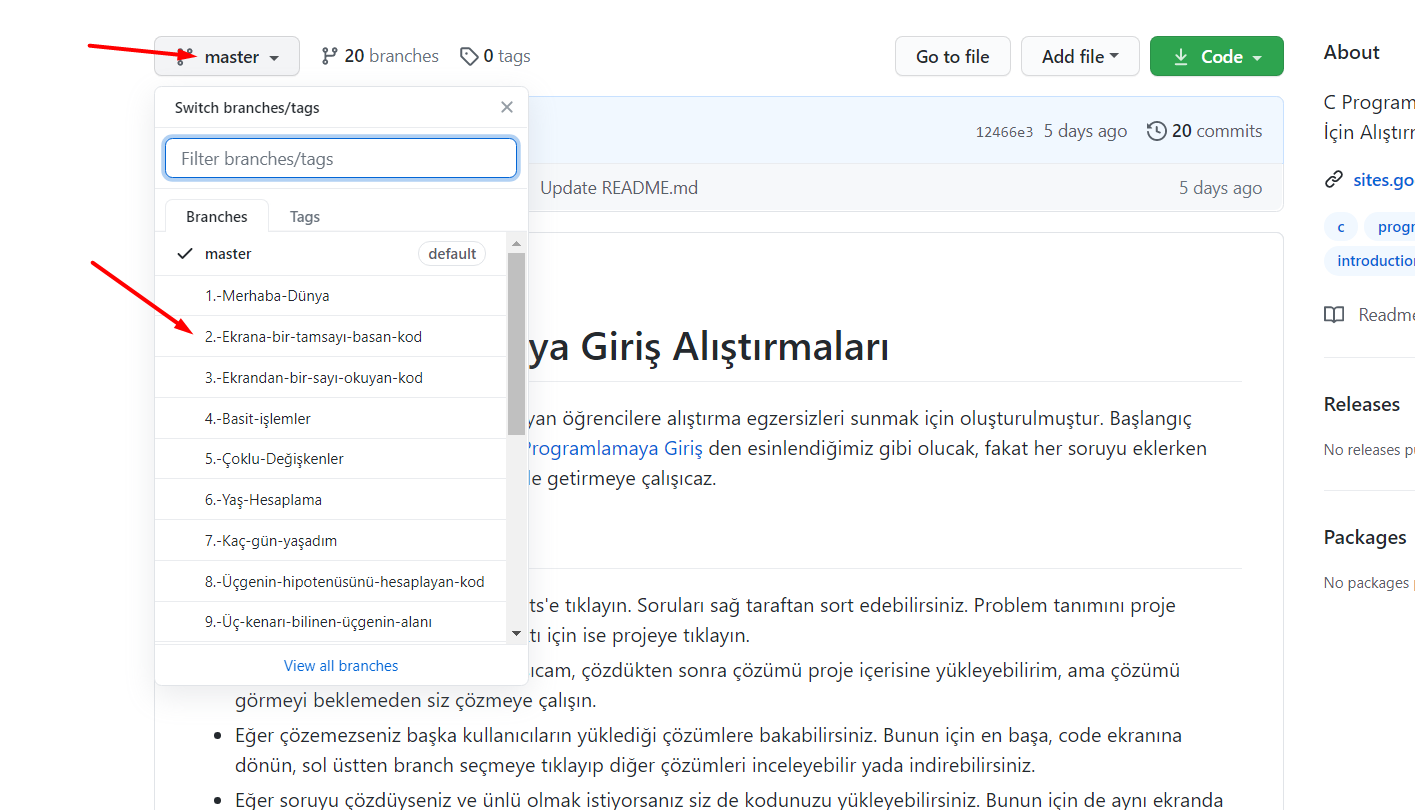 master
20 branches
0 tags
Go to file
Add file
Code
About
Switch branches/tags
C Program
İçin Alıştırm
12466e3 5 days ago 20 commits
Filter branches/tags
Update README.md
5 days ago
sites.go
Branches
Tags
c
progr
master
default
introduction
1.-Merhaba-Dünya
Readme
2.-Ekrana-bir-tamsayı-basan-kod
ya Giriş Alıştırmaları
3.-Ekrandan-bir-sayı-okuyan-kod
Releases
4.-Basit-işlemler
yan öğrencilere alıştırma egzersizleri sunmak için oluşturulmuştur. Başlangıç
Programlamaya Giriş den esinlendiğimiz gibi olucak, fakat her soruyu eklerken
No releases pu
5.-Çoklu-Değişkenler
le getirmeye çalışıcaz.
6.-Yaş-Hesaplama
7.-Kaç-gün-yaşadım
Packages
8.-Üçgenin-hipotenüsünü-hesaplayan-kod
No packages p
ts'e tıklayın. Soruları sağ taraftan sort edebilirsiniz. Problem tanımını proje
9.-Üç-kenarı-bilinen-üçgenin-alanı
tı için ise projeye tıklayın.
View all branches
ıcam, çözdükten sonra çözümü proje içerisine yükleyebilirim, ama çözümü
görmeyi beklemeden siz çözmeye çalışın.
Eğer çözemezseniz başka kullanıcıların yüklediği çözümlere bakabilirsiniz. Bunun için en başa, code ekranına
dönün, sol üstten branch seçmeye tıklayıp diğer çözümleri inceleyebilir yada indirebilirsiniz.
Eğer soruyu çözdüyseniz ve ünlü olmak istiyorsanız siz de kodunuzu yükleyebilirsiniz. Bunun için de aynı ekranda